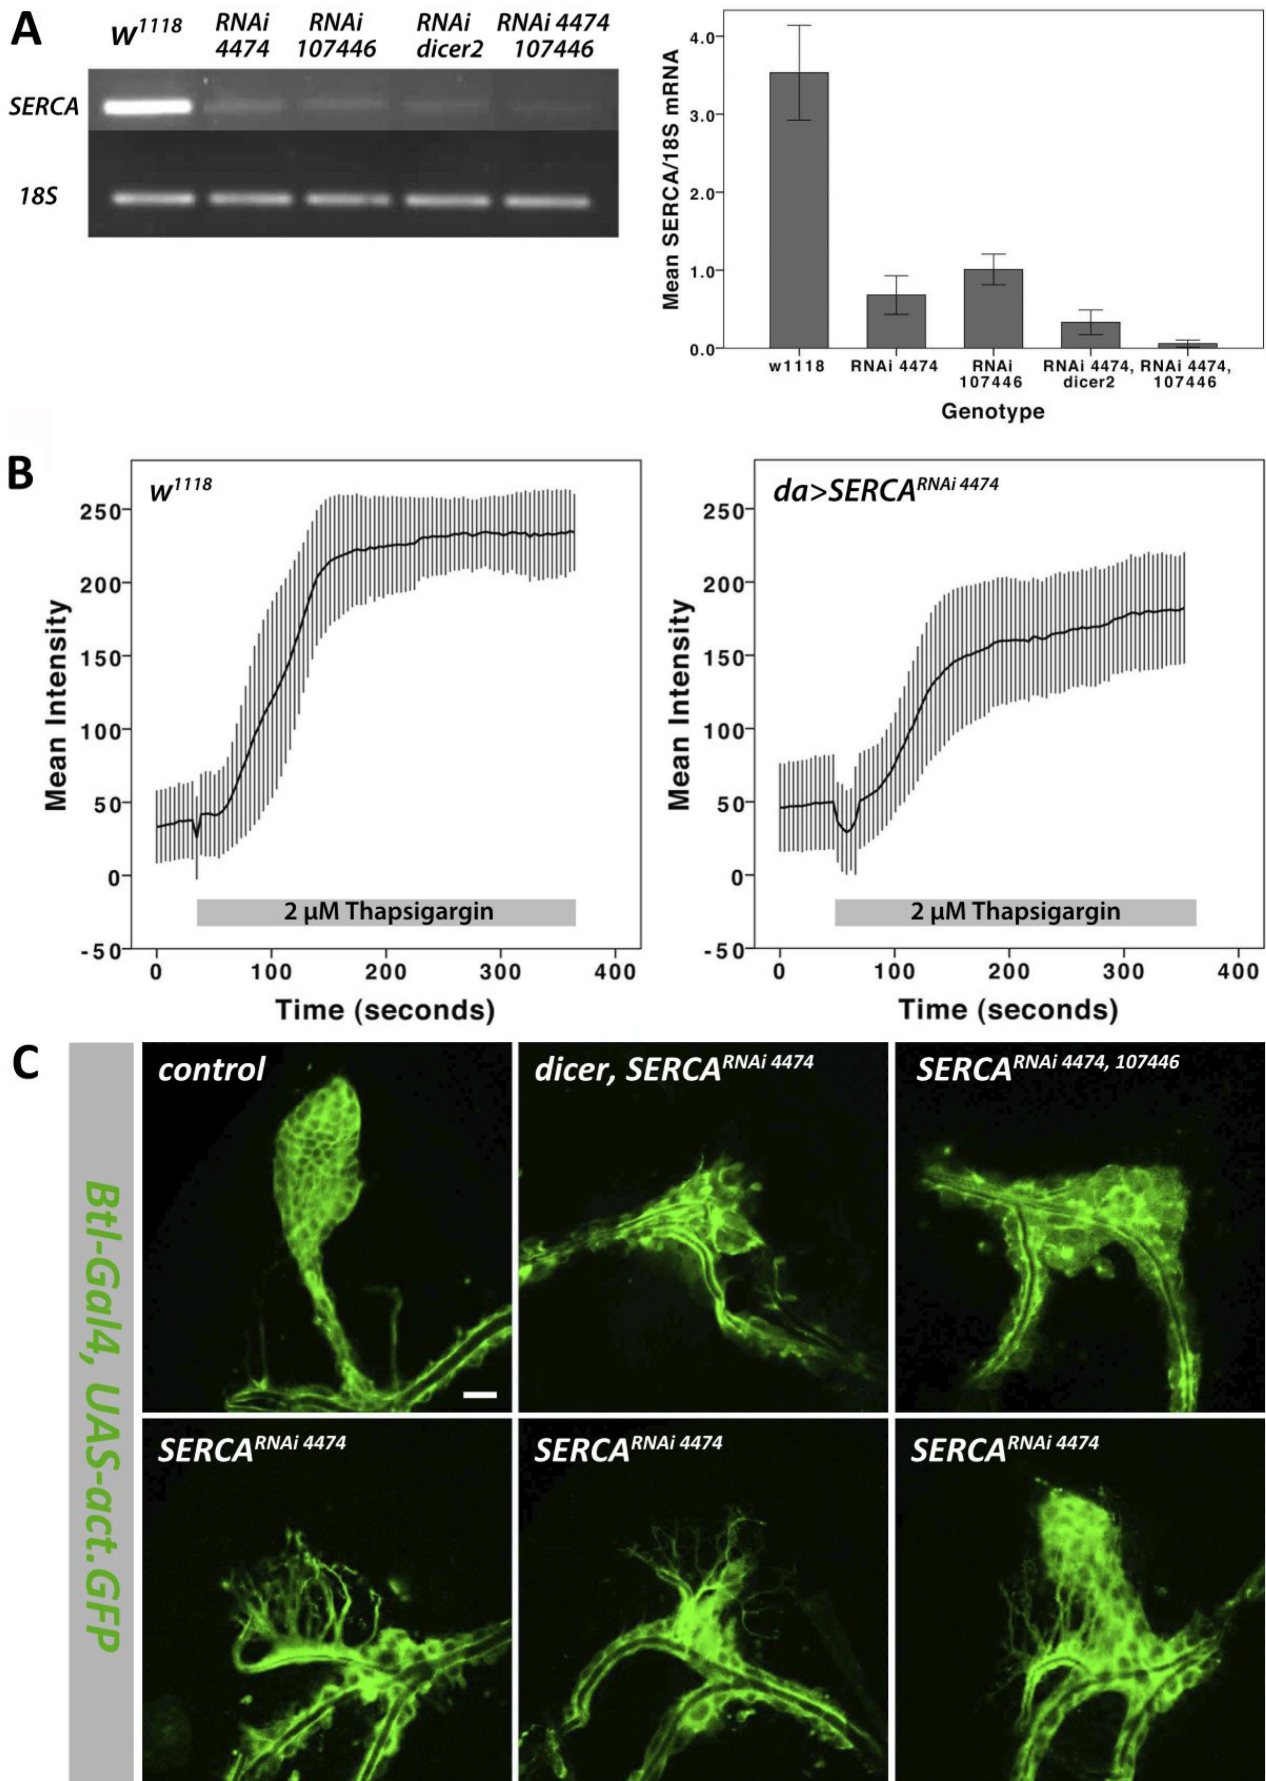 A
w1118
RNAi 4474
RNAi 107446
RNAi dicer2
RNAi 4474 107446
SERCA
18S
Mean SERCA/18S mRNA
4.0
3.0
2.0
1.0
0.0
w1118
RNAi 4474
RNAi 107446
RNAi 4474, dicer2
RNAi 4474, 107446
Genotype
B
w1118
Mean Intensity
250
200
150
100
50
0
-50
2 µM Thapsigargin
0 100 200 300 400
Time (seconds)
da>SERCARNAi 4474
Mean Intensity
250
200
150
100
50
0
-50
2 µM Thapsigargin
0 100 200 300 400
Time (seconds)
C
Btl-Gal4, UAS-act.GFP
control
dicer, SERCARNAi 4474
SERCARNAi 4474, 107446
SERCARNAi 4474
SERCARNAi 4474
SERCARNAi 4474